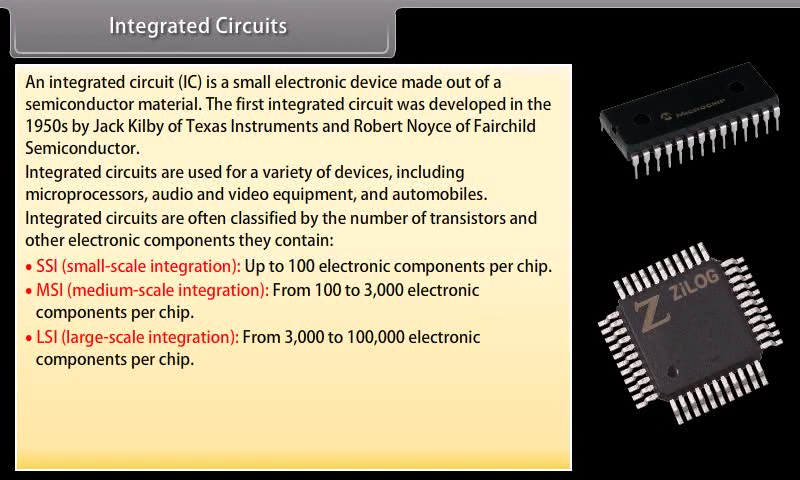 Integrated Circuits
An integrated circuit (IC) is a small electronic device made out of a
semiconductor material. The first integrated circuit was developed in the
1950s by Jack Kilby of Texas Instruments and Robert Noyce of Fairchild
Semiconductor.
Integrated circuits are used for a variety of devices, including
microprocessors, audio and video equipment, and automobiles.
Integrated circuits are often classified by the number of transistors and
other electronic components they contain:
• SSI (small-scale integration): Up to 100 electronic components per chip.
• MSI (medium-scale integration): From 100 to 3,000 electronic
components per chip.
• LSI (large-scale integration): From 3,000 to 100,000 electronic
components per chip.
MICROCHIP
Z ZiLOG